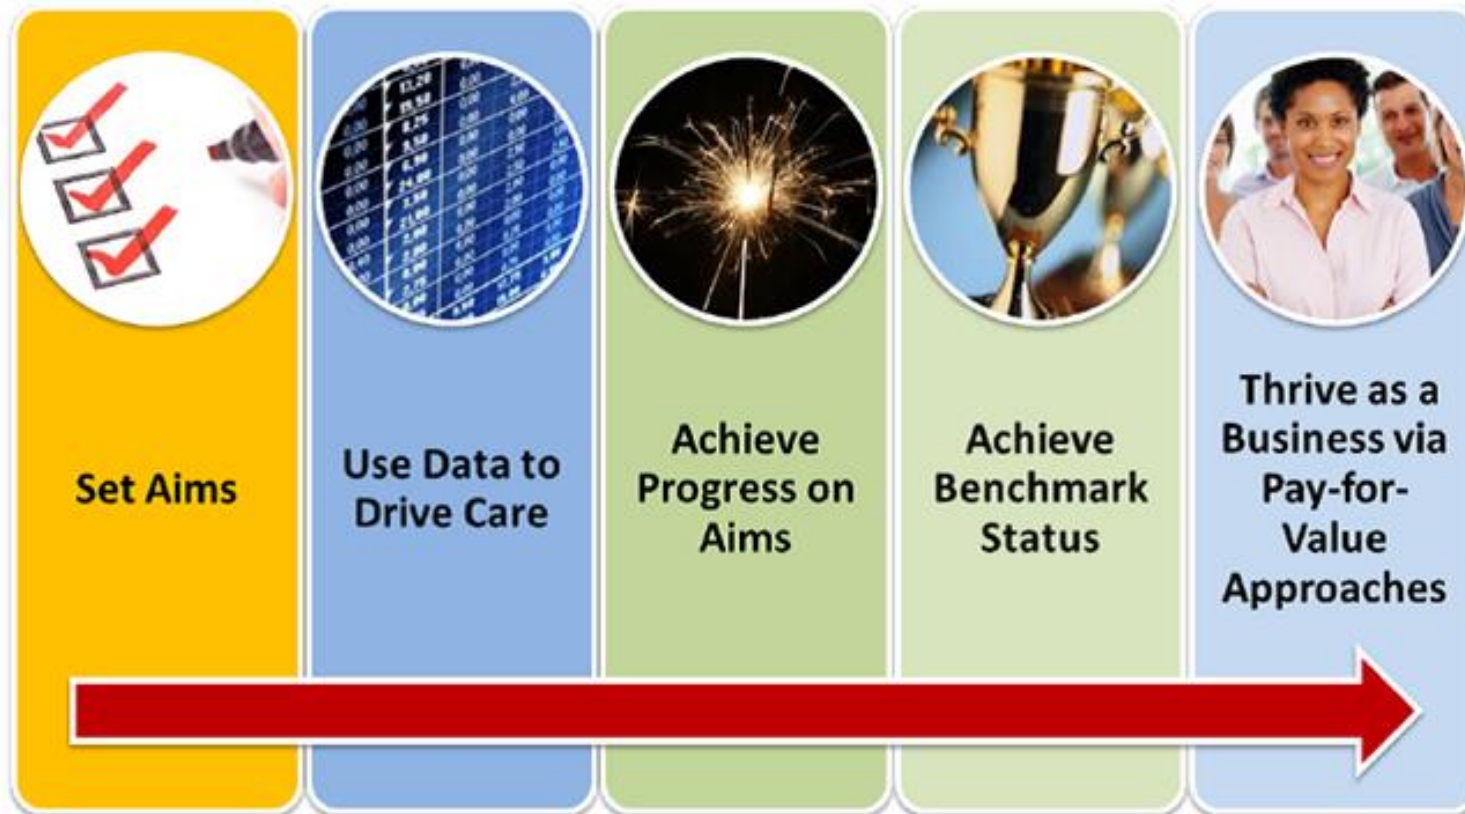 Set Aims
Use Data to
Drive Care
Achieve
Progress on
Aims
Achieve
Benchmark
Status
Thrive as a
Business via
Pay-for-
Value
Approaches